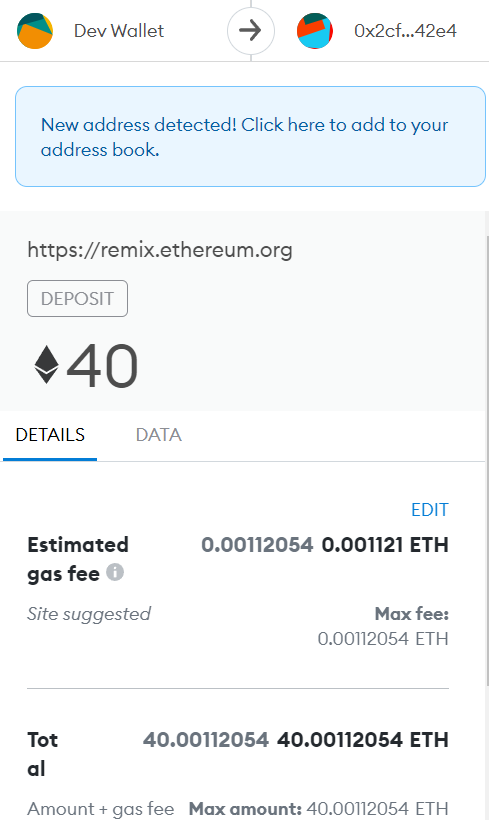 Dev Wallet 0x2cf...42e4
New address detected! Click here to add to your
address book.
https://remix.ethereum.org
DEPOSIT
40
DETAILS DATA
EDIT
Estimated 0.00112054 0.001121 ETH
gas fee
Site suggested Max fee:
0.00112054 ETH
Tot 40.00112054 40.00112054 ETH
al
Amount + gas fee Max amount: 40.00112054 ETH